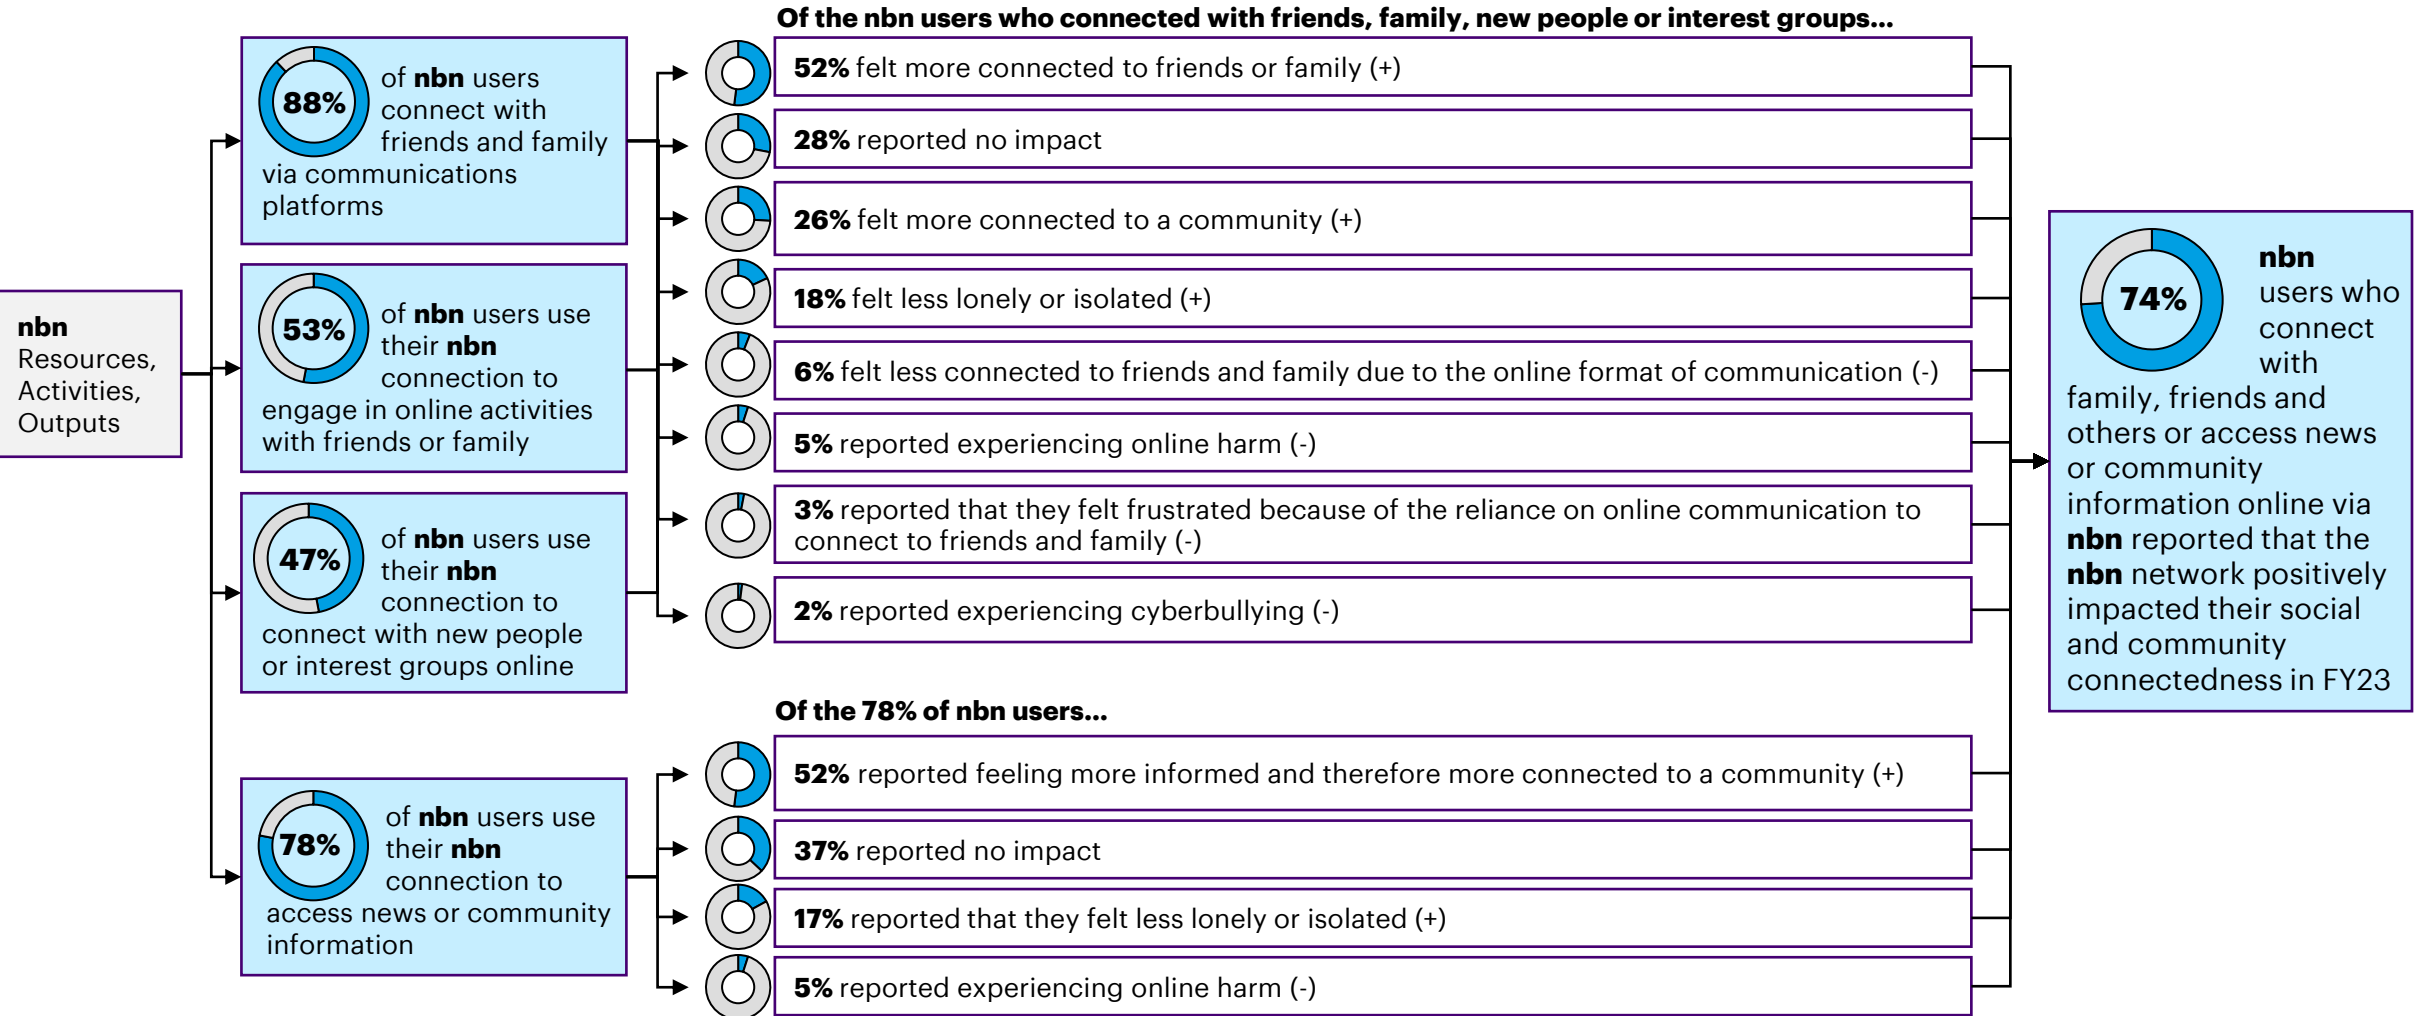 nbn
Resources,
Activities,
Outputs
88%
of nbn users
connect with
friends and family
via communications
platforms
53%
of nbn users use
their nbn
connection to
engage in online activities
with friends or family
47%
of nbn users use
their nbn
connection to
connect with new people
or interest groups online
78%
of nbn users use
their nbn
connection to
access news or community
information
Of the nbn users who connected with friends, family, new people or interest groups...
52% felt more connected to friends or family (+)
28% reported no impact
26% felt more connected to a community (+)
18% felt less lonely or isolated (+)
6% felt less connected to friends and family due to the online format of communication (-)
5% reported experiencing online harm (-)
3% reported that they felt frustrated because of the reliance on online communication to
connect to friends and family (-)
2% reported experiencing cyberbullying (-)
Of the 78% of nbn users...
52% reported feeling more informed and therefore more connected to a community (+)
37% reported no impact
17% reported that they felt less lonely or isolated (+)
5% reported experiencing online harm (-)
74%
nbn
users who
connect
with
family, friends and
others or access news
or community
information online via
nbn reported that the
nbn network positively
impacted their social
and community
connectedness in FY23